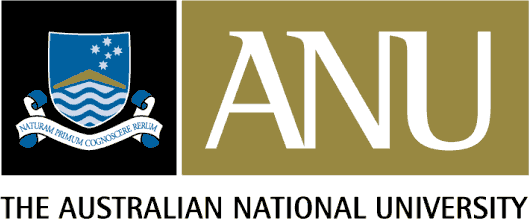 ANU
NATURAM PRIMUM COGNOSCERE RERUM
THE AUSTRALIAN NATIONAL UNIVERSITY